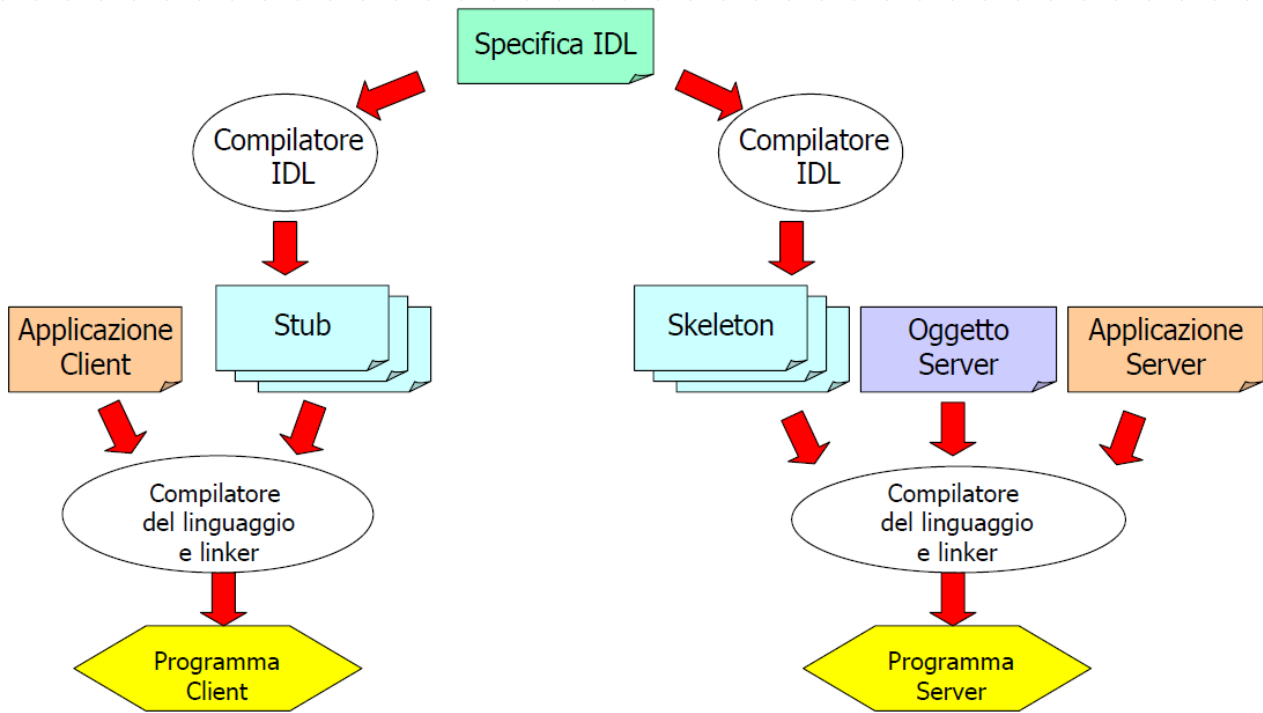 Specifica IDL
Compilatore
IDL
Compilatore
IDL
Applicazione
Client
Stub
Skeleton
Oggetto
Server
Applicazione
Server
Compilatore
del linguaggio
e linker
Compilatore
del linguaggio
e linker
Programma
Client
Programma
Server